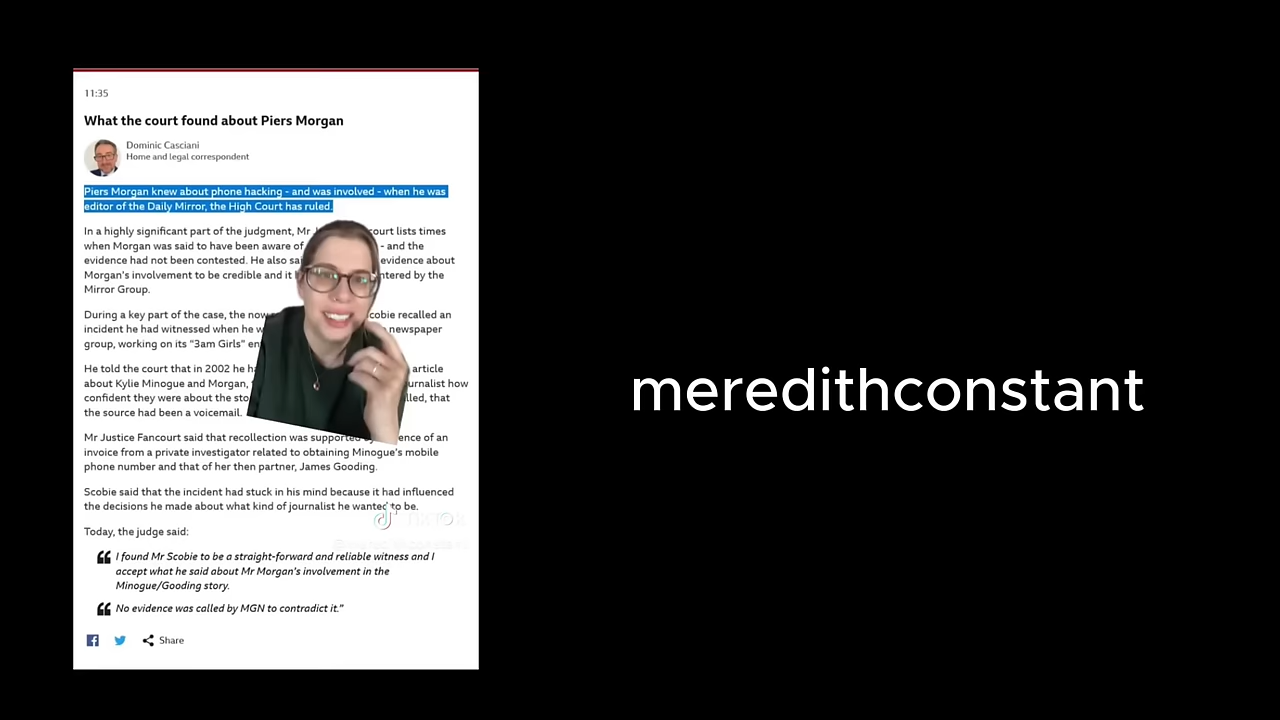 11:35
What the court found about Piers Morgan
Dominic Casciani
Home and legal correspondent
Piers Morgan knew about phone hacking - and was involved - when he was
editor of the Daily Mirror, the High Court has ruled.
In a highly significant part of the judgment, Mr court lists times
when Morgan was said to have been aware of - and the
evidence had not been contested. He also evidence about
Morgan's involvement to be credible and it by the
Mirror Group.
During a key part of the case, the now recalled an
incident he had witnessed when he newspaper
group, working on its "3am Girls"
He told the court that in 2002 he article
about Kylie Minogue and Morgan, how
confident they were about the that
the source had been a voicemail.
Mr Justice Fancourt said that recollection was supported of an
invoice from a private investigator related to obtaining Minogue's mobile
phone number and that of her then partner, James Gooding.
Scobie said that the incident had stuck in his mind because it had influenced
the decisions he made about what kind of journalist he wanted to be.
Today, the judge said:
I found Mr Scobie to be a straight-forward and reliable witness and I
accept what he said about Mr Morgan's involvement in the
Minogue/Gooding story.
No evidence was called by MGN to contradict it."
Share
TikTok
meredithconstant